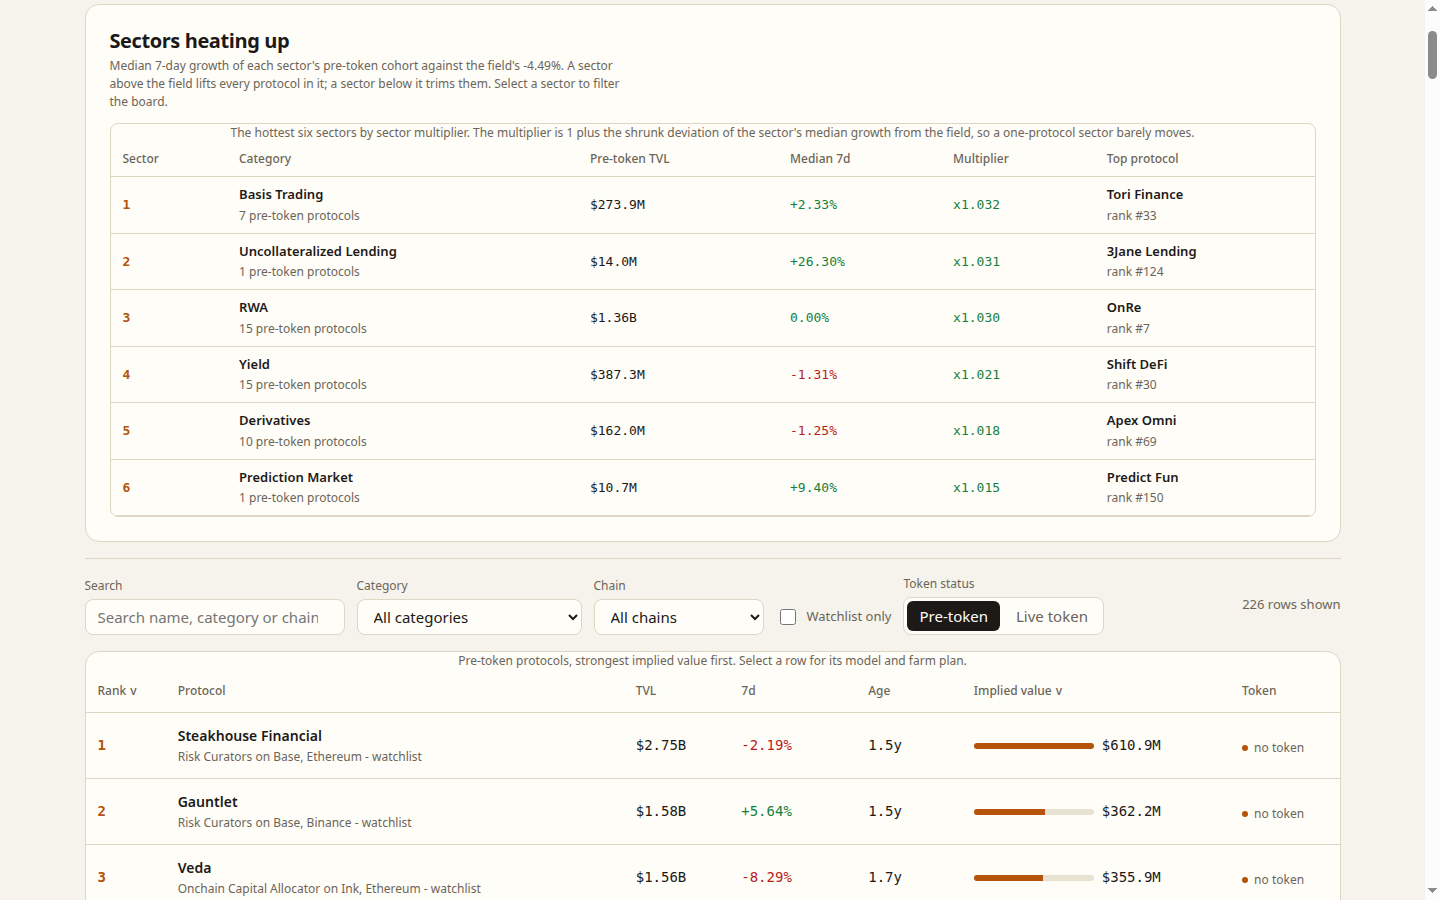 Sectors heating up
Median 7-day growth of each sector's pre-token cohort against the field's -4.49%. A sector
above the field lifts every protocol in it; a sector below it trims them. Select a sector to filter
the board.
The hottest six sectors by sector multiplier. The multiplier is 1 plus the shrunk deviation of the sector's median growth from the field, so a one-protocol sector barely moves.
Sector Category Pre-token TVL Median 7d Multiplier Top protocol
1 Basis Trading $273.9M +2.33% x1.032 Tori Finance
7 pre-token protocols rank #33
2 Uncollateralized Lending $14.0M +26.30% x1.031 3Jane Lending
1 pre-token protocols rank #124
3 RWA $1.36B 0.00% x1.030 OnRe
15 pre-token protocols rank #7
4 Yield $387.3M -1.31% x1.021 Shift DeFi
15 pre-token protocols rank #30
5 Derivatives $162.0M -1.25% x1.018 Apex Omni
10 pre-token protocols rank #69
6 Prediction Market $10.7M +9.40% x1.015 Predict Fun
1 pre-token protocols rank #150
Search Category Chain Token status
Search name, category or chain All categories All chains Watchlist only Pre-token Live token 226 rows shown
Pre-token protocols, strongest implied value first. Select a row for its model and farm plan.
Rank v Protocol TVL 7d Age Implied value v Token
1 Steakhouse Financial $2.75B -2.19% 1.5y $610.9M no token
Risk Curators on Base, Ethereum - watchlist
2 Gauntlet $1.58B +5.64% 1.5y $362.2M no token
Risk Curators on Base, Binance - watchlist
3 Veda $1.56B -8.29% 1.7y $355.9M no token
Onchain Capital Allocator on Ink, Ethereum - watchlist